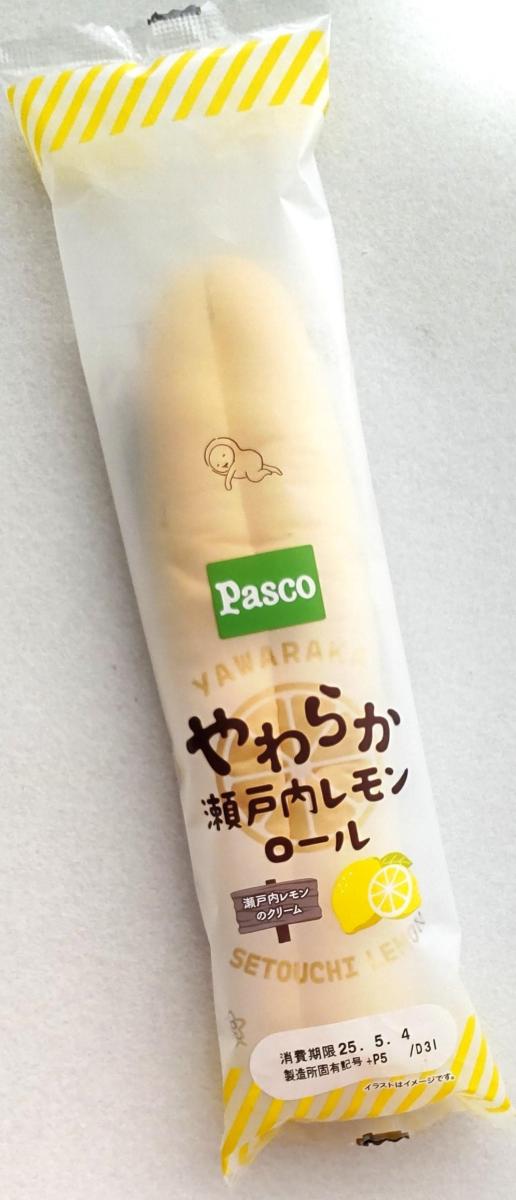 Pasco
YAWARAKA
やわらか
瀬戸内レモン
ロール
瀬戸内レモン
のクリーム
SETOUCHI LEMON
消費期限 25. 5. 4
製造所固有記号 +P5 /D31
イラストはイメージです。